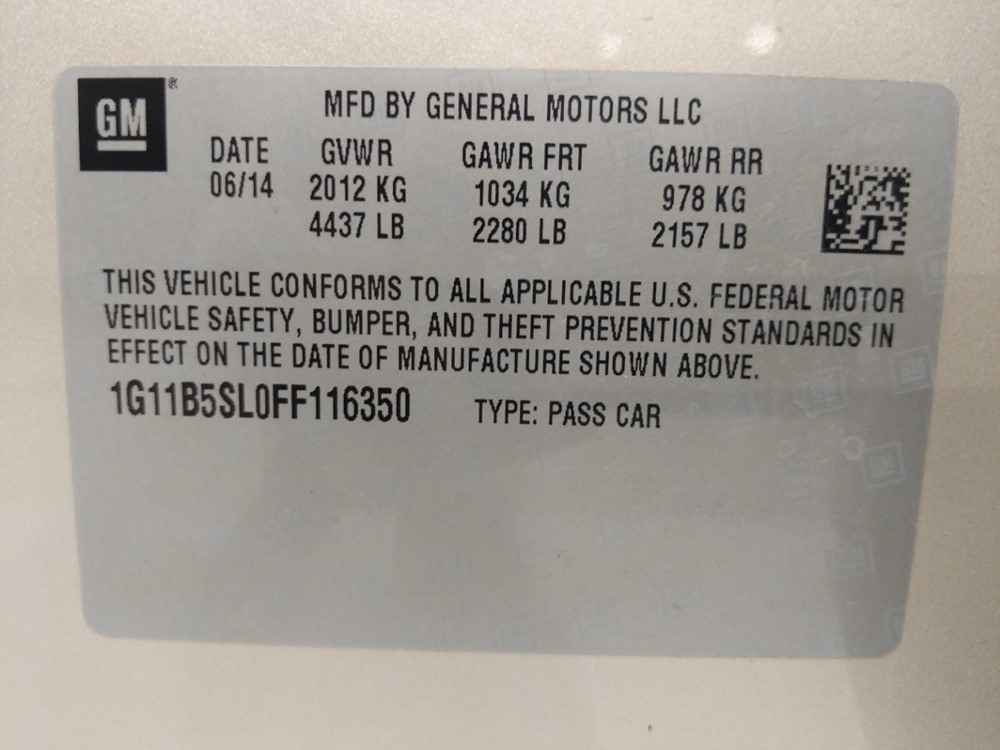 GM®
MFD BY GENERAL MOTORS LLC
DATE GVWR GAWR FRT GAWR RR
06/14 2012 KG 1034 KG 978 KG
4437 LB 2280 LB 2157 LB
THIS VEHICLE CONFORMS TO ALL APPLICABLE U.S. FEDERAL MOTOR
VEHICLE SAFETY, BUMPER, AND THEFT PREVENTION STANDARDS IN
EFFECT ON THE DATE OF MANUFACTURE SHOWN ABOVE.
1G11B5SL0FF116350 TYPE: PASS CAR